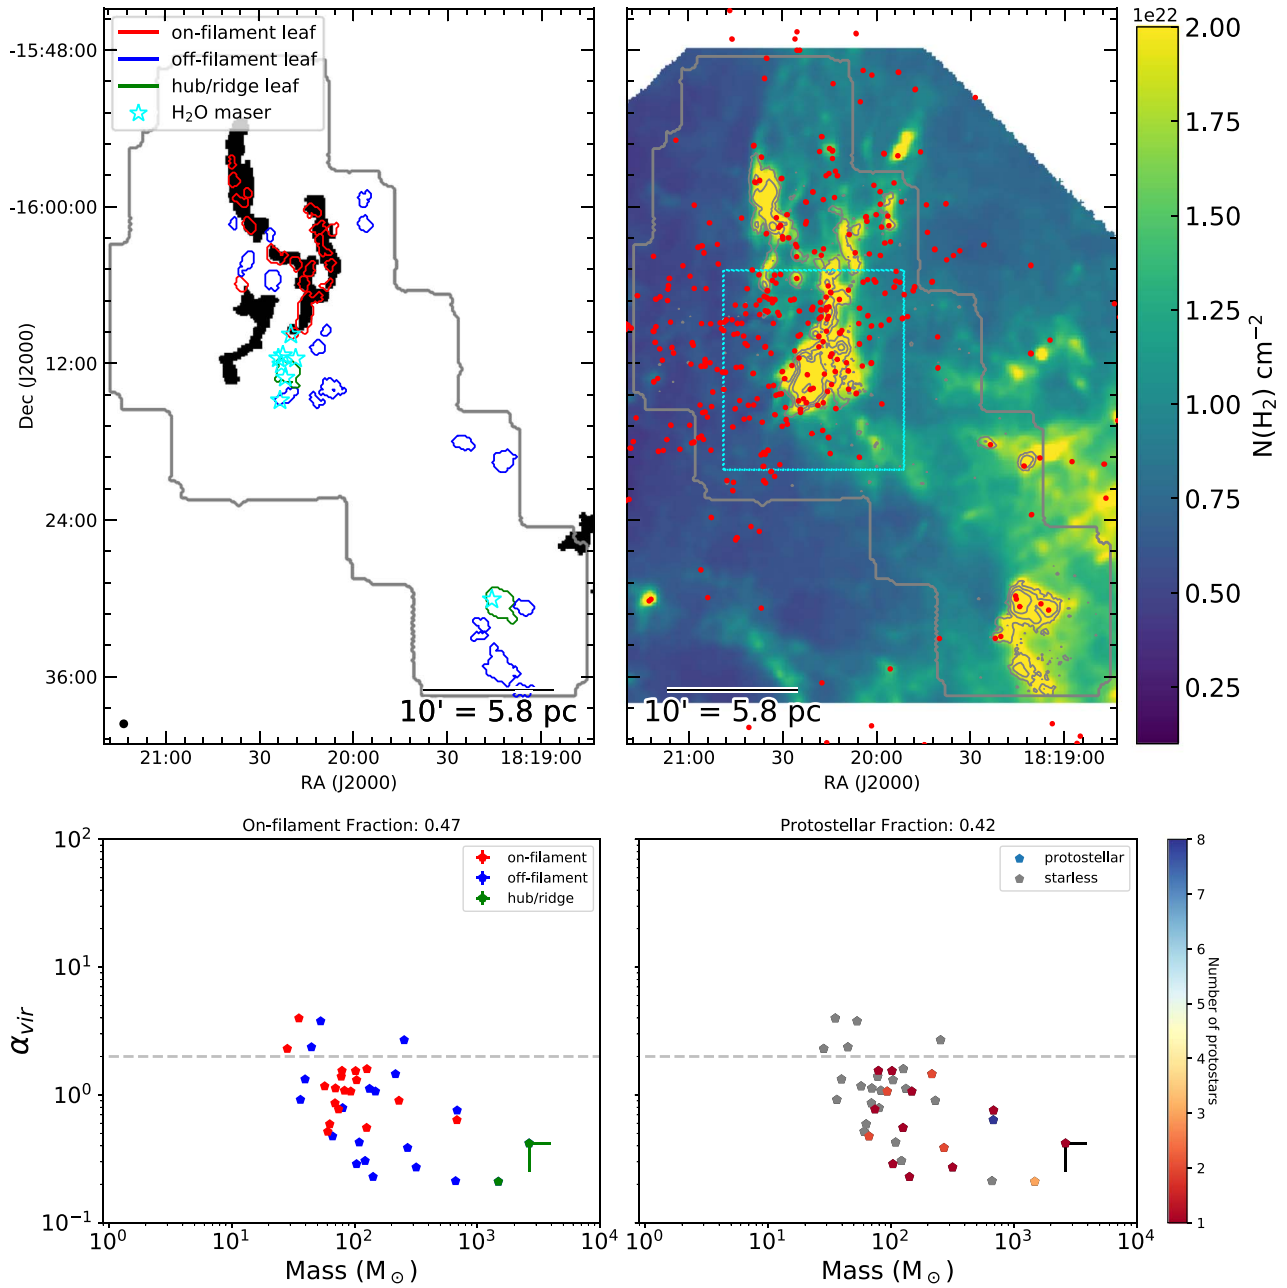 on-filament leaf
off-filament leaf
hub/ridge leaf
H₂O maser
-15:48:00
-16:00:00
12:00
24:00
36:00
Dec (J2000)
10' = 5.8 pc
21:00
30
20:00
30
18:19:00
RA (J2000)
10' = 5.8 pc
21:00
30
20:00
30
18:19:00
RA (J2000)
1e22
2.00
1.75
1.50
1.25
1.00
0.75
0.50
0.25
N(H₂) cm⁻²
On-filament Fraction: 0.47
on-filament
off-filament
hub/ridge
10²
10¹
10⁰
10⁻¹
α_vir
10⁰
10¹
10²
10³
10⁴
Mass (M⊙)
Protostellar Fraction: 0.42
protostellar
starless
10⁰
10¹
10²
10³
10⁴
Mass (M⊙)
8
7
6
5
4
3
2
1
Number of protostars